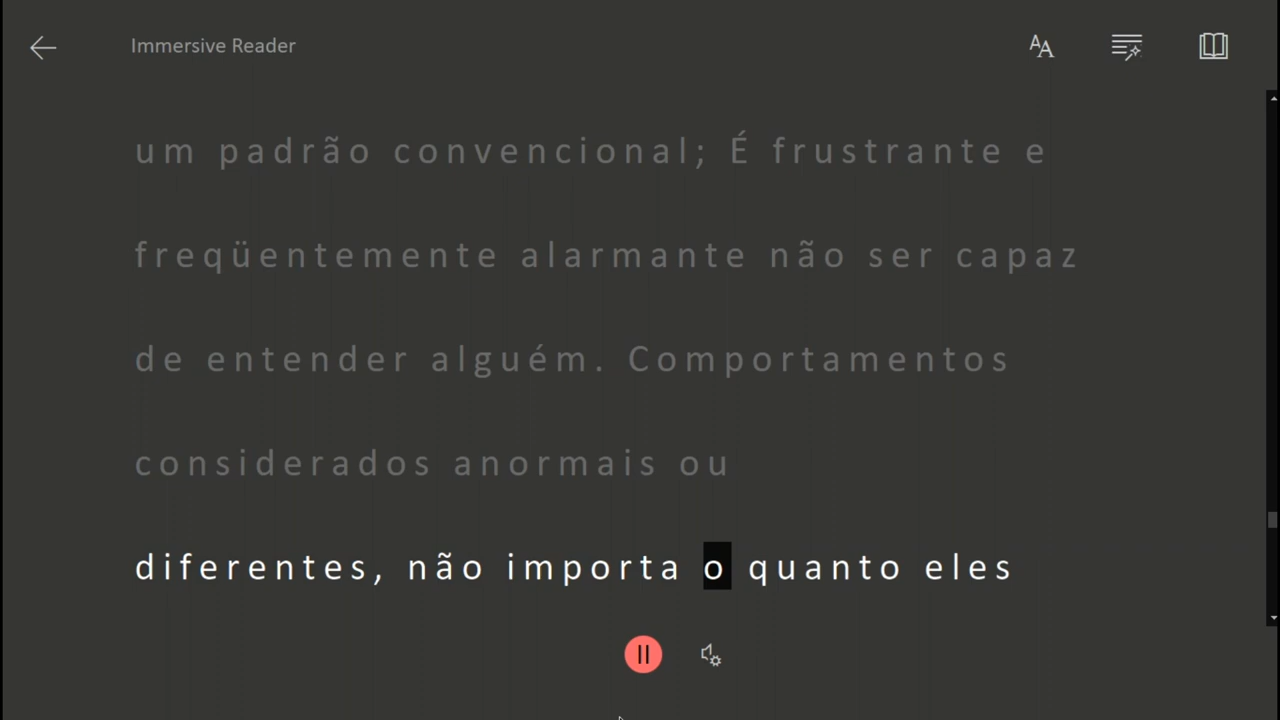 Immersive Reader
um padrão convencional; É frustrante e
freqüentemente alarmante não ser capaz
de entender alguém. Comportamentos
considerados anormais ou
diferentes, não importa o quanto eles